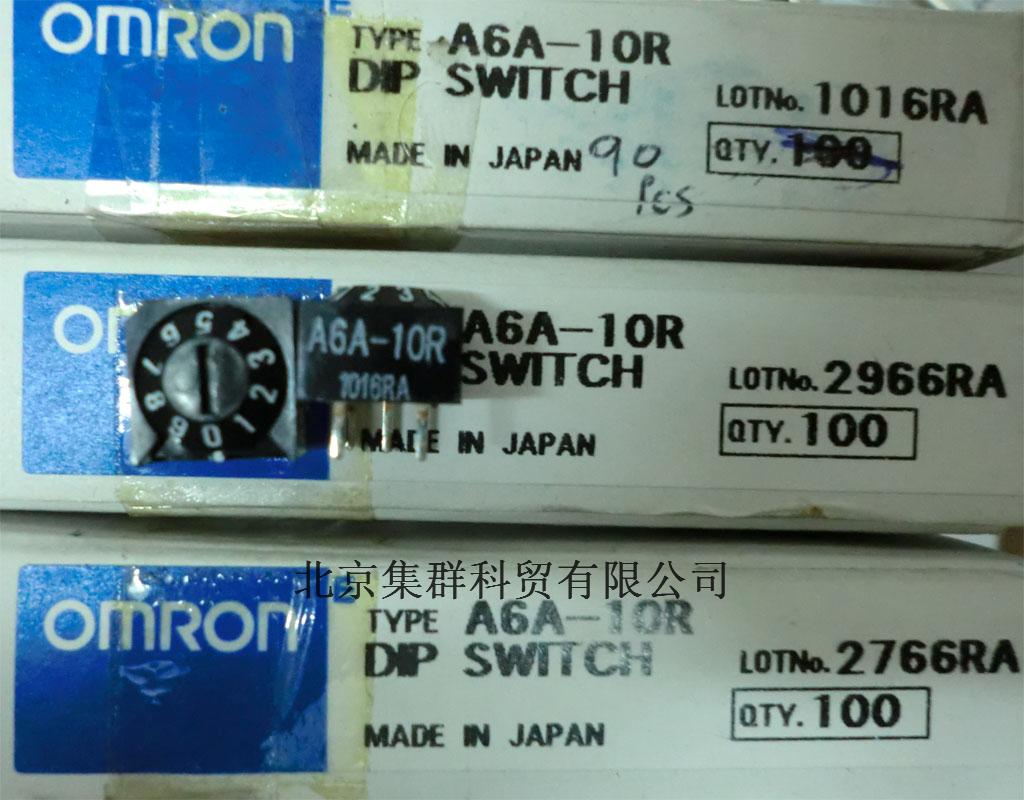 OMRON
TYPE A6A-10R
DIP SWITCH
LOTNo. 1016RA
MADE IN JAPAN 90 Pcs
QTY. 100
A6A-10R
SWITCH
LOTNo. 2966RA
QTY. 100
MADE IN JAPAN
0 1 2 3 4 5 6 7 8 9
2 3
A6A-10R
1016RA
北京集群科贸有限公司
OMRON
TYPE A6A-10R
DIP SWITCH
LOTNo. 2766RA
QTY. 100
MADE IN JAPAN